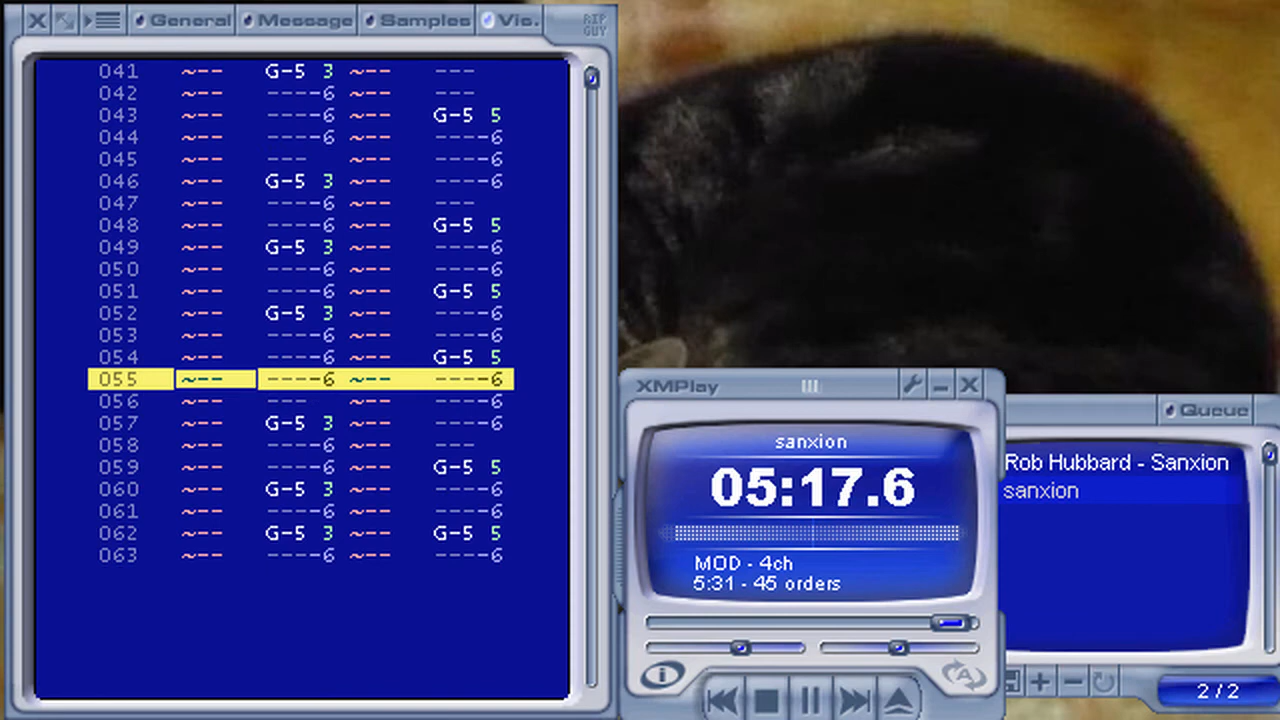 General Message Samples Vis. RIP GUY
041 ~-- G-5 3 ~-- ---
042 ~-- ----6 ~-- ---
043 ~-- ----6 ~-- G-5 5
044 ~-- ----6 ~-- ----6
045 ~-- --- ~-- ----6
046 ~-- G-5 3 ~-- ----6
047 ~-- ----6 ~-- ---
048 ~-- ----6 ~-- G-5 5
049 ~-- G-5 3 ~-- ----6
050 ~-- ----6 ~-- ----6
051 ~-- ----6 ~-- G-5 5
052 ~-- G-5 3 ~-- ----6
053 ~-- ----6 ~-- ----6
054 ~-- ----6 ~-- G-5 5
055 ~-- ----6 ~-- ----6
056 ~-- --- ~-- ----6
057 ~-- G-5 3 ~-- ----6
058 ~-- ----6 ~-- ---
059 ~-- ----6 ~-- G-5 5
060 ~-- G-5 3 ~-- ----6
061 ~-- ----6 ~-- ----6
062 ~-- G-5 3 ~-- G-5 5
063 ~-- ----6 ~-- ----6
XMPlay
sanxion
05:17.6
MOD - 4ch
5:31 - 45 orders
Queue
Rob Hubbard - Sanxion
sanxion
2 / 2